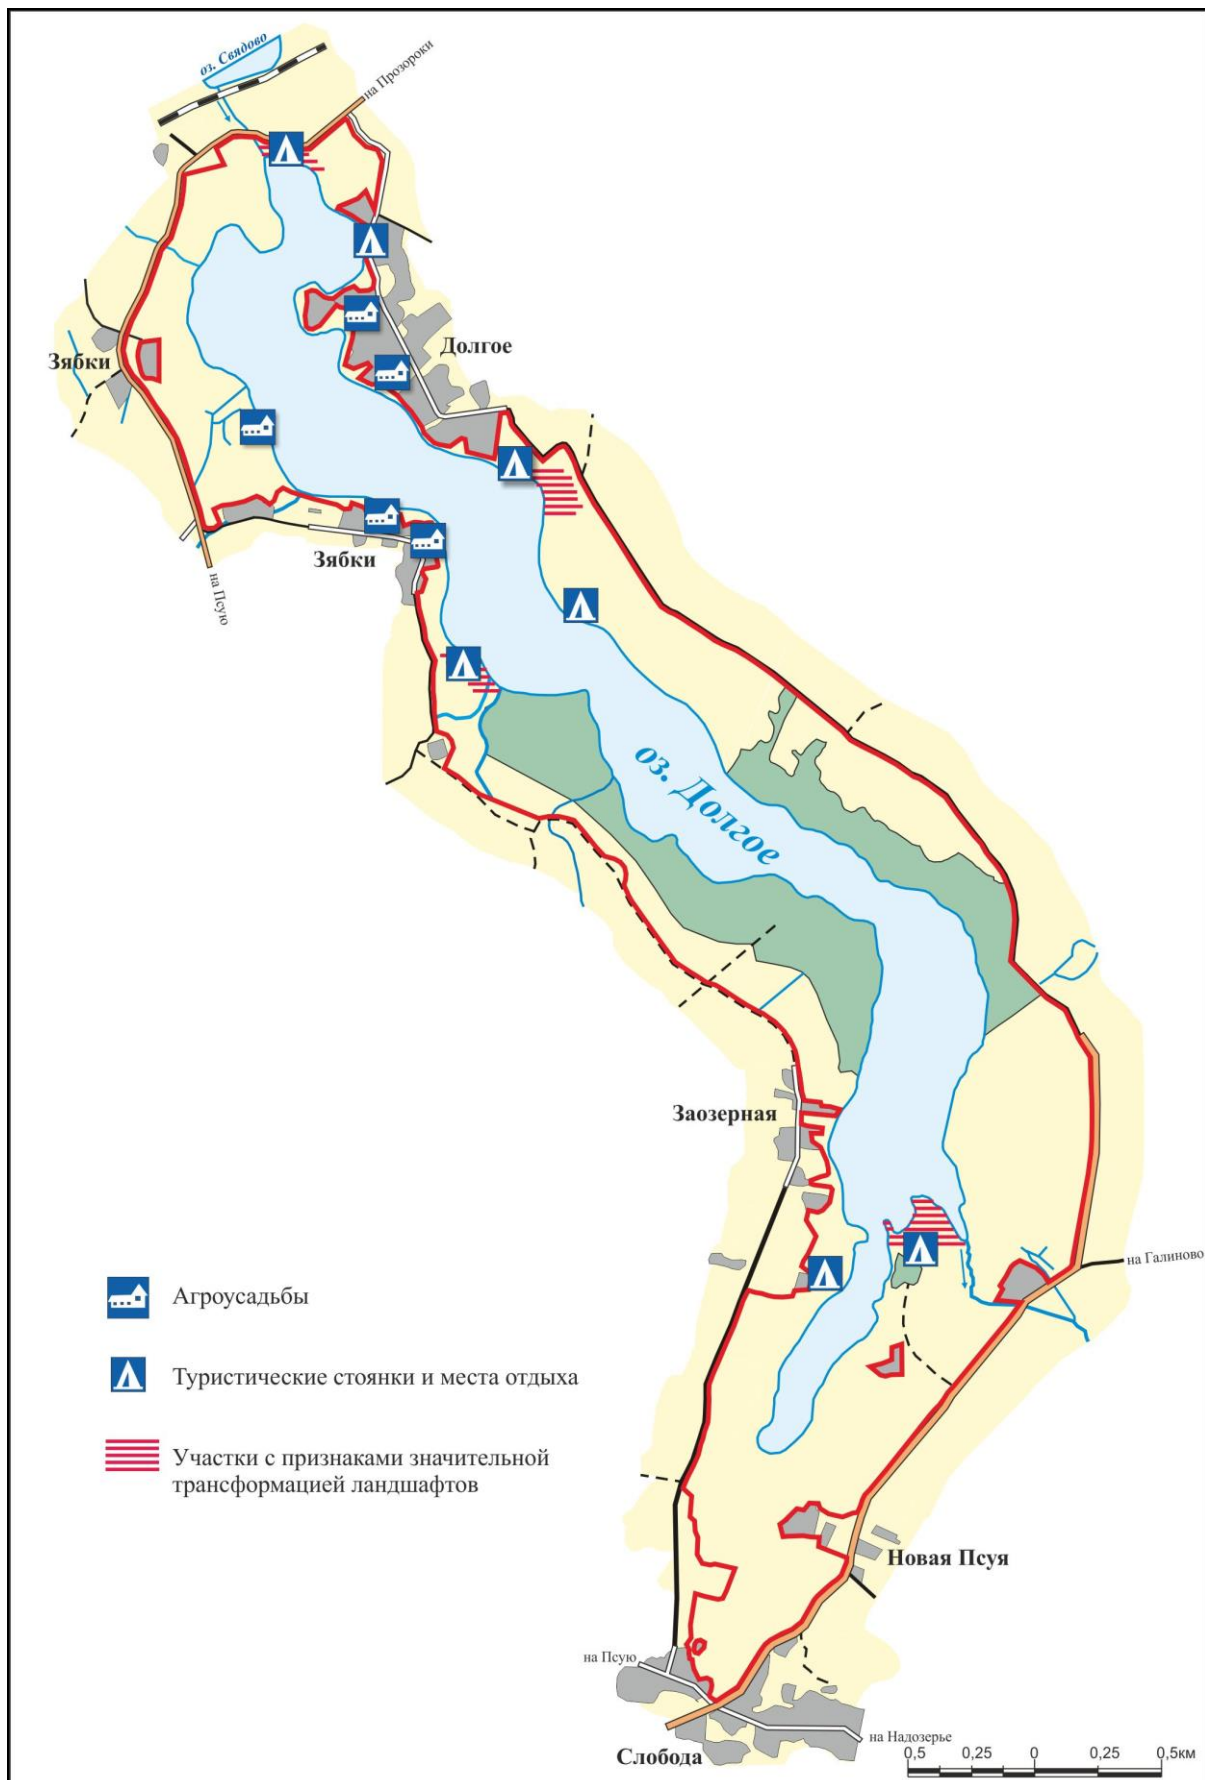 оз. Свядово
на Прозороки
Зябки
Долгое
Зябки
на Псую
оз. Долгое
Заозерная
на Галиново
Агроусадьбы
Туристические стоянки и места отдыха
Участки с признаками значительной
трансформацией ландшафтов
Новая Псуя
на Псую
Слобода
на Надозерье
0,5 0,25 0 0,25 0,5км